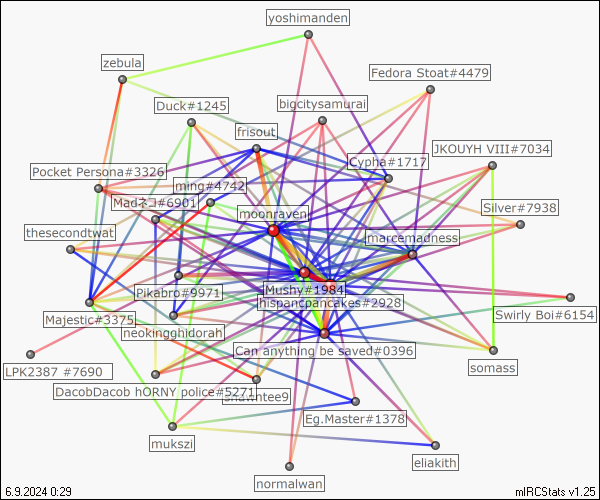 yoshimanden
zebula
Fedora Stoat#4479
Duck#1245
bigcitysamurai
frisout
JKOUYH VIII#7034
Cypha#1717
Pocket Persona#3326
ming#4742
Madネコ#6901
Silver#7938
moonraven
thesecondtwat
marcemadness
Mushy#1984
Pikabro#9971
hispanicpancakes#2928
Swirly Boi#6154
Majestic#3375
neokingghidorah
Can anything be saved#0396
LPK2387 #7690
somass
DacobDacob hORNY police#5271
shawntee9
Eg.Master#1378
mukszi
eliakith
normalwan
6.9.2024 0:29
mIRCStats v1.25